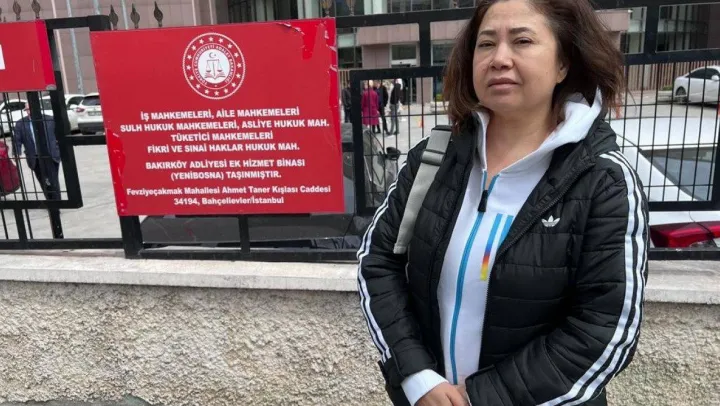 İŞ MAHKEMELERİ, AİLE MAHKEMELERİ
SULH HUKUK MAHKEMELERİ, ASLİYE HUKUK MAH.
TÜKETİCİ MAHKEMELERİ
FİKRİ VE SINAİ HAKLAR HUKUK MAH.
BAKIRKÖY ADLİYESİ EK HİZMET BİNASI
(YENİBOSNA) TAŞINMIŞTIR.
Fevziyeçakmak Mahallesi Ahmet Taner Kışlası Caddesi
34194, Bahçelievler/İstanbul